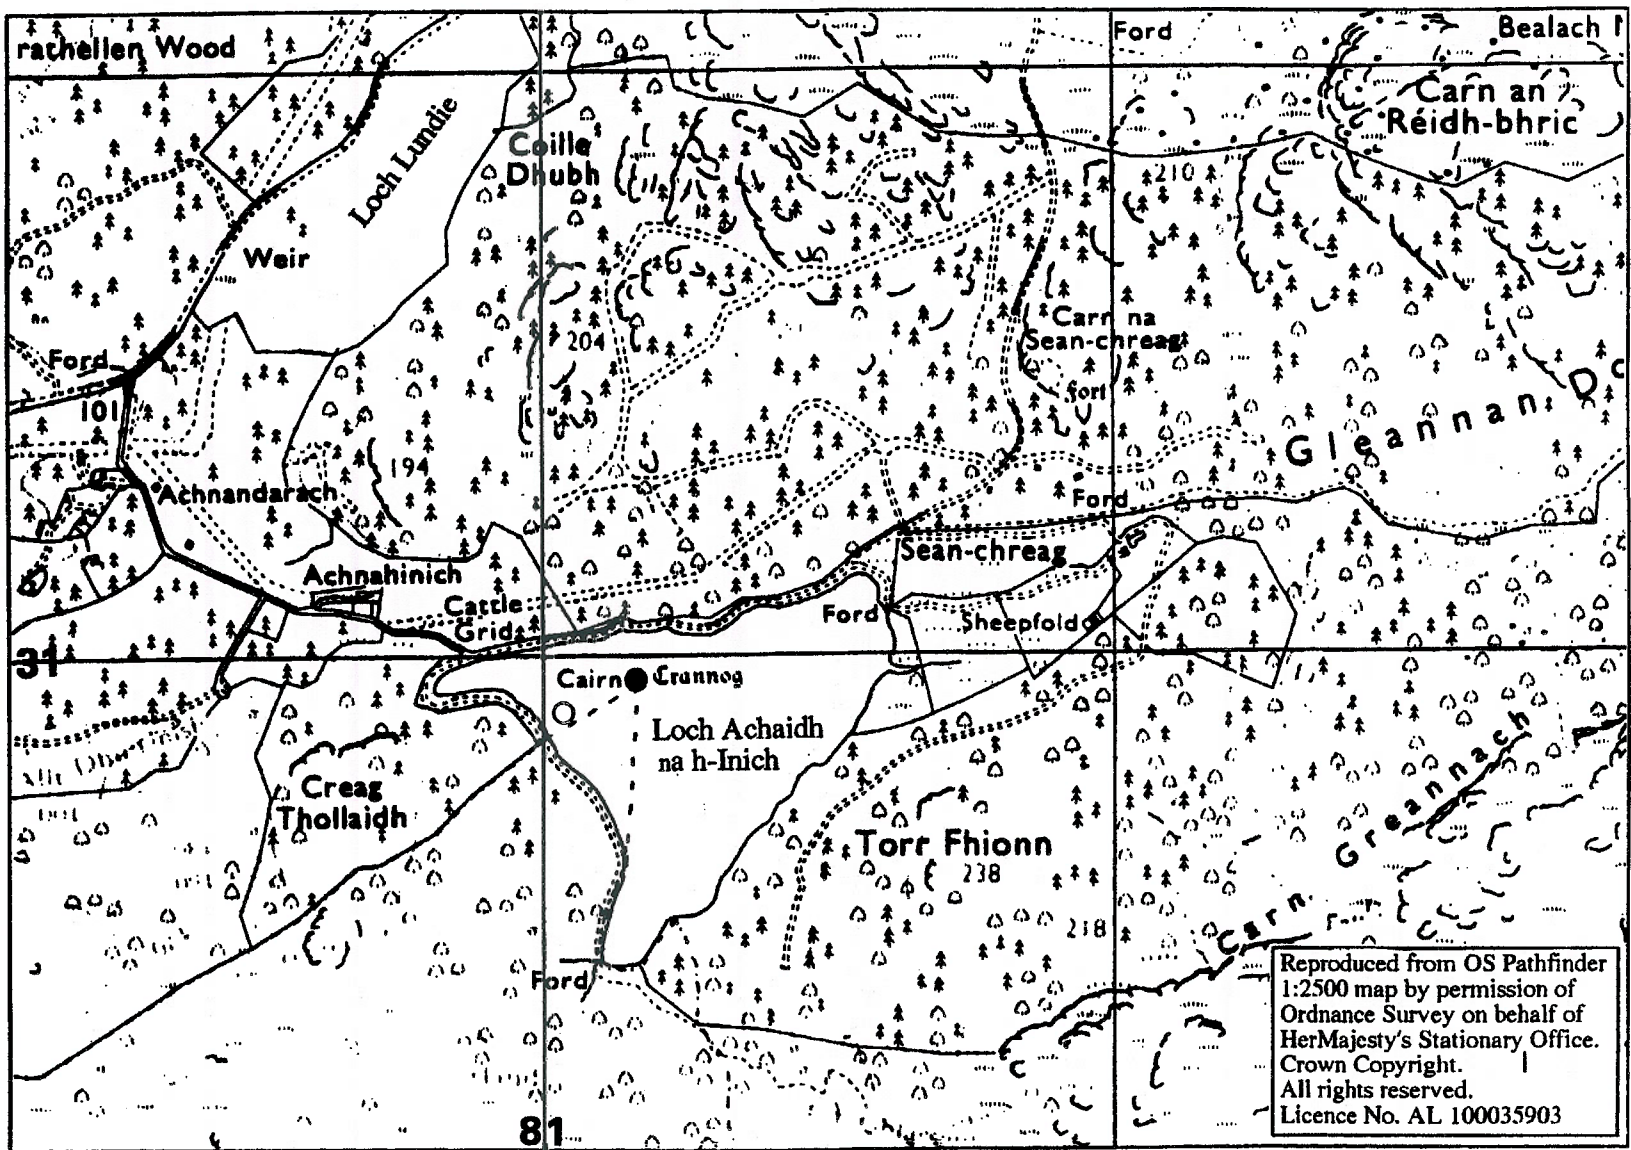 rathellen Wood
Ford
Bealach
Carn an
Réidh-bhric
Loch Lundie
Coille
Dhubh
210
Weir
204
Carn na
Sean-chreag
fort
Ford
101
Gleannan Do
194
Achnandarach
Ford
Sean-chreag
Achnahinich
Cattle
Grid
Ford
Sheepfold
31
Cairn
Crannog
Loch Achaidh
na h-Inich
Creag
Thollaidh
Torr Fhionn
238
218
Carn Greannach
Ford
Reproduced from OS Pathfinder
1:2500 map by permission of
Ordnance Survey on behalf of
HerMajesty's Stationary Office.
Crown Copyright.
All rights reserved.
Licence No. AL 100035903
81